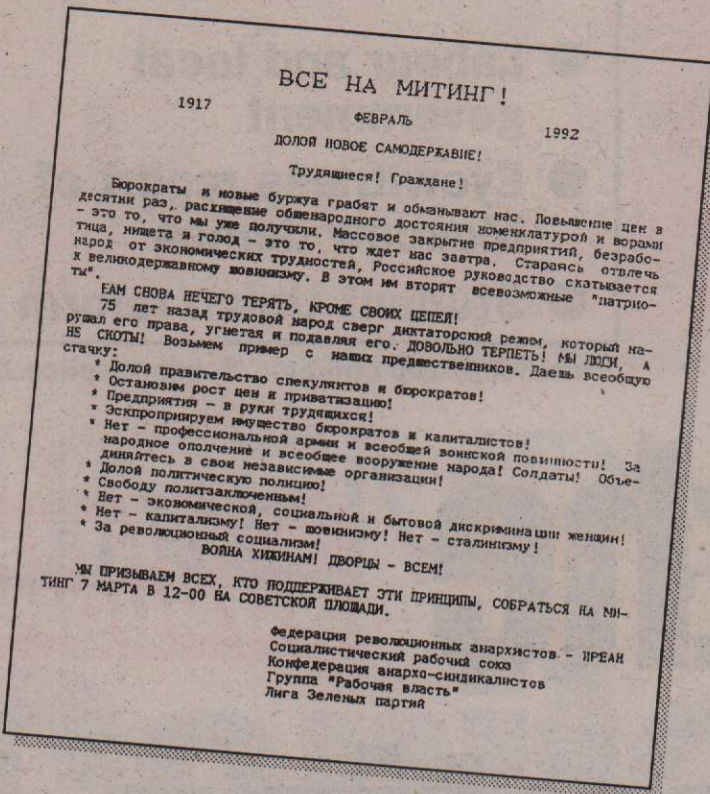 ВСЕ НА МИТИНГ!
1917
ФЕВРАЛЬ
1992
ДОЛОЙ НОВОЕ САМОДЕРЖАВИЕ!
Трудящиеся! Граждане!
Бюрократы и новые буржуа грабят и обманывают нас. Повышение цен в
десятки раз, расхищение общенародного достояния номенклатурой и ворами
- это то, что мы уже получили. Массовое закрытие предприятий, безрабо-
тица, нищета и голод - это то, что ждет нас завтра. Стараясь отвлечь
народ от экономических трудностей, Российское руководство скатывается
к великодержавному шовинизму. В этом им вторят всевозможные "патрио-
ты".
ЕАМ СНОВА НЕЧЕГО ТЕРЯТЬ, КРОМЕ СВОИХ ЦЕПЕЙ!
75 лет назад трудовой народ сверг диктаторский режим, который на-
рушал его права, угнетая и подавляя его. ДОВОЛЬНО ТЕРПЕТЬ! МЫ ЛЮДИ, А
НЕ СКОТЫ! Возьмем пример с наших предшественников. Даешь всеобщую
стачку:
* Долой правительство спекулянтов и бюрократов!
* Остановим рост цен и приватизацию!
* Предприятия - в руки трудящихся!
* Эскпроприируем имущество бюрократов и капиталистов!
* Нет - профессиональной армии и всеобщей воинской повинности! За
народное ополчение и всеобщее вооружение народа! Солдаты! Объе-
диняйтесь в свои независимые организации!
* Долой политическую полицию!
* Свободу политзаключенным!
* Нет - экономической, социальной и бытовой дискриминации женщин!
* Нет - капитализму! Нет - шовинизму! Нет - сталинизму!
* За революционный социализм!
ВОЙНА ХИЖИНАМ! ДВОРЦЫ - ВСЕМ!
МЫ ПРИЗЫВАЕМ ВСЕХ, КТО ПОДДЕРЖИВАЕТ ЭТИ ПРИНЦИПЫ, СОБРАТЬСЯ НА МИ-
ТИНГ 7 МАРТА В 12-00 НА СОВЕТСКОЙ ПЛОЩАДИ.
Федерация революционных анархистов - ИРЕАН
Социалистический рабочий союз
Конфедерация анархо-синдикалистов
Группа "Рабочая власть"
Лига Зеленых партий